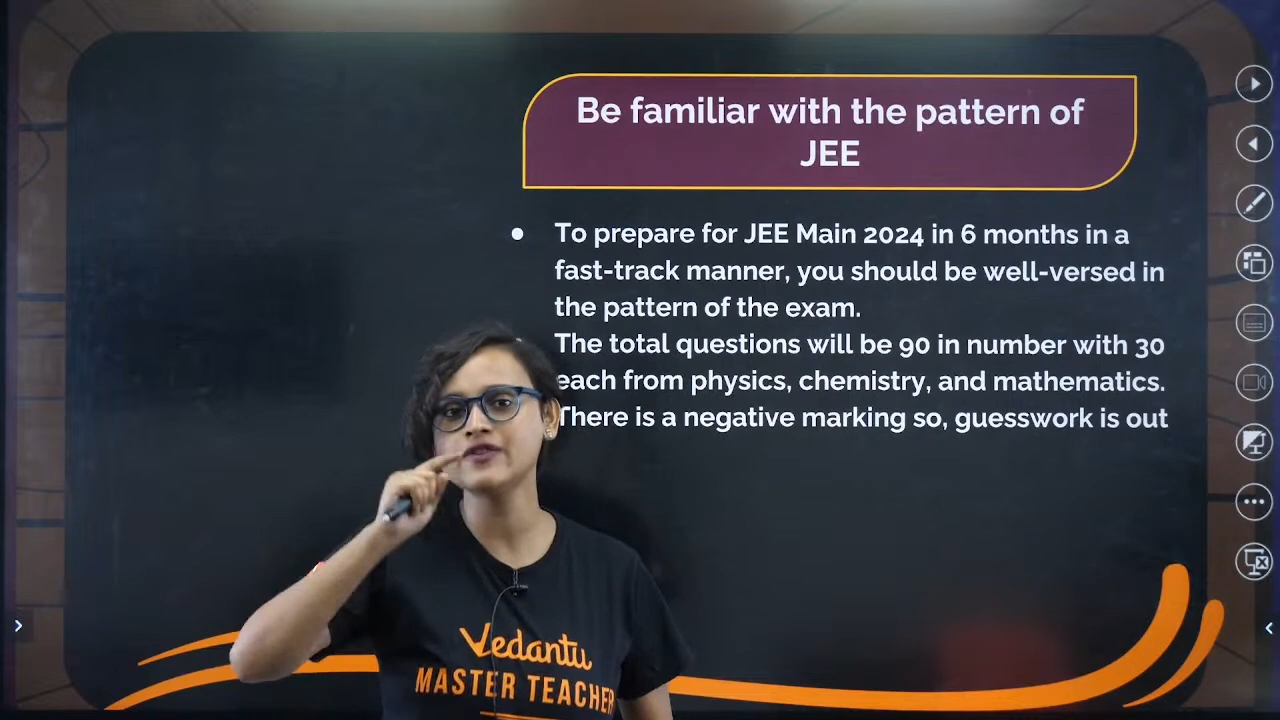 Be familiar with the pattern of
JEE
● To prepare for JEE Main 2024 in 6 months in a
fast-track manner, you should be well-versed in
the pattern of the exam.
The total questions will be 90 in number with 30
each from physics, chemistry, and mathematics.
There is a negative marking so, guesswork is out
Vedantu
MASTER TEACHER